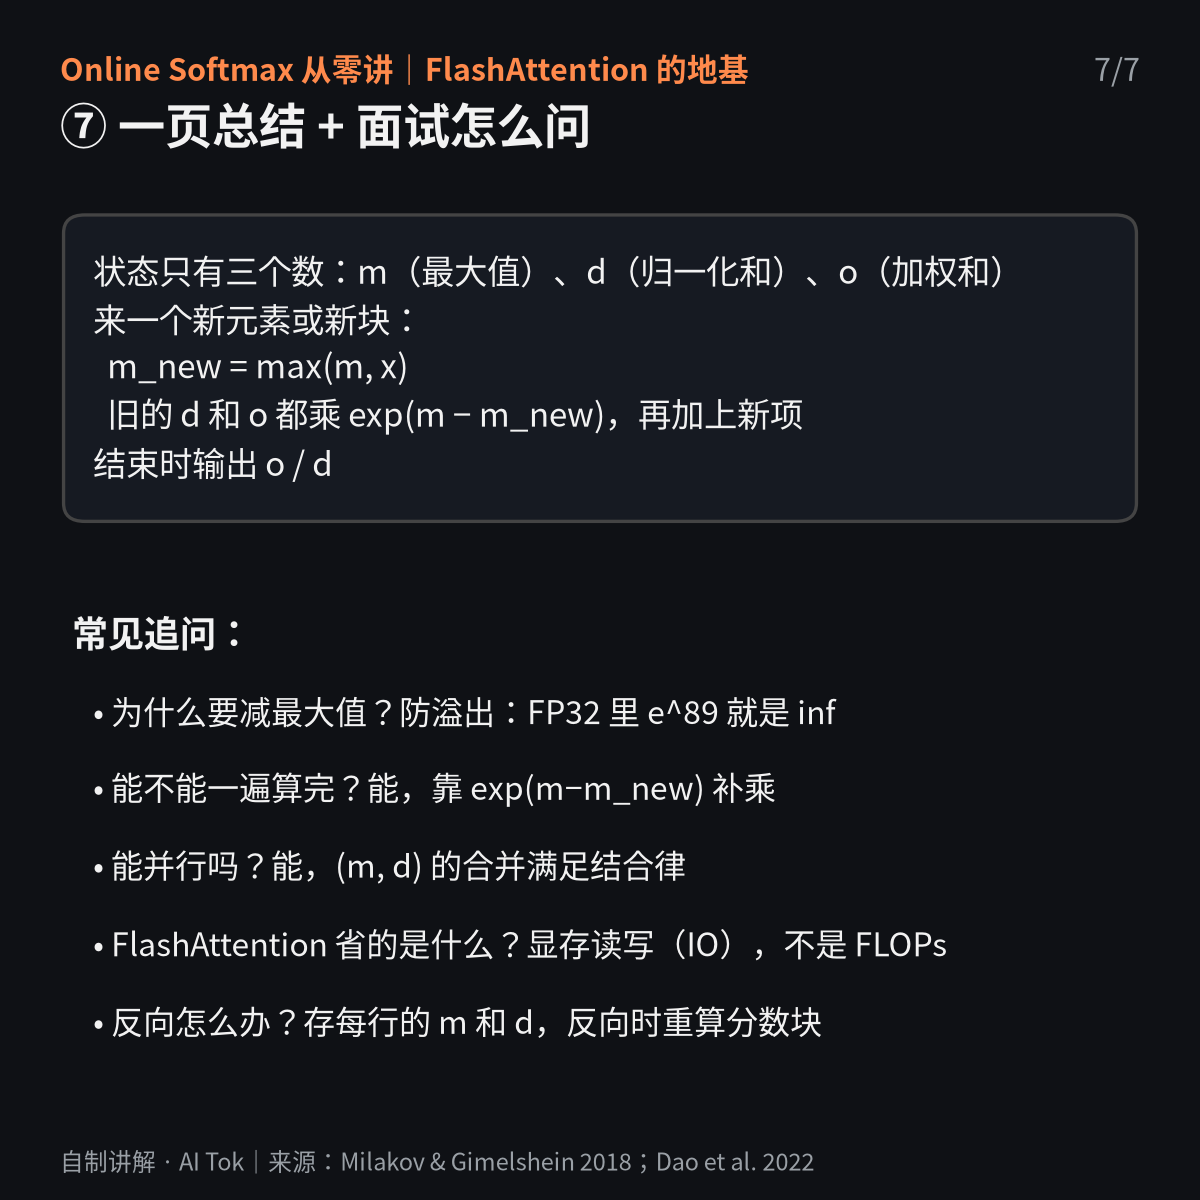 Online Softmax 从零讲｜FlashAttention 的地基
7/7
⑦ 一页总结 + 面试怎么问
状态只有三个数：m（最大值）、d（归一化和）、o（加权和）
来一个新元素或新块：
m_new = max(m, x)
旧的 d 和 o 都乘 exp(m − m_new)，再加上新项
结束时输出 o / d
常见追问：
• 为什么要减最大值？防溢出：FP32 里 e^89 就是 inf
• 能不能一遍算完？能，靠 exp(m−m_new) 补乘
• 能并行吗？能，(m, d) 的合并满足结合律
• FlashAttention 省的是什么？显存读写（IO），不是 FLOPs
• 反向怎么办？存每行的 m 和 d，反向时重算分数块
自制讲解 · AI Tok｜来源：Milakov & Gimelshein 2018；Dao et al. 2022